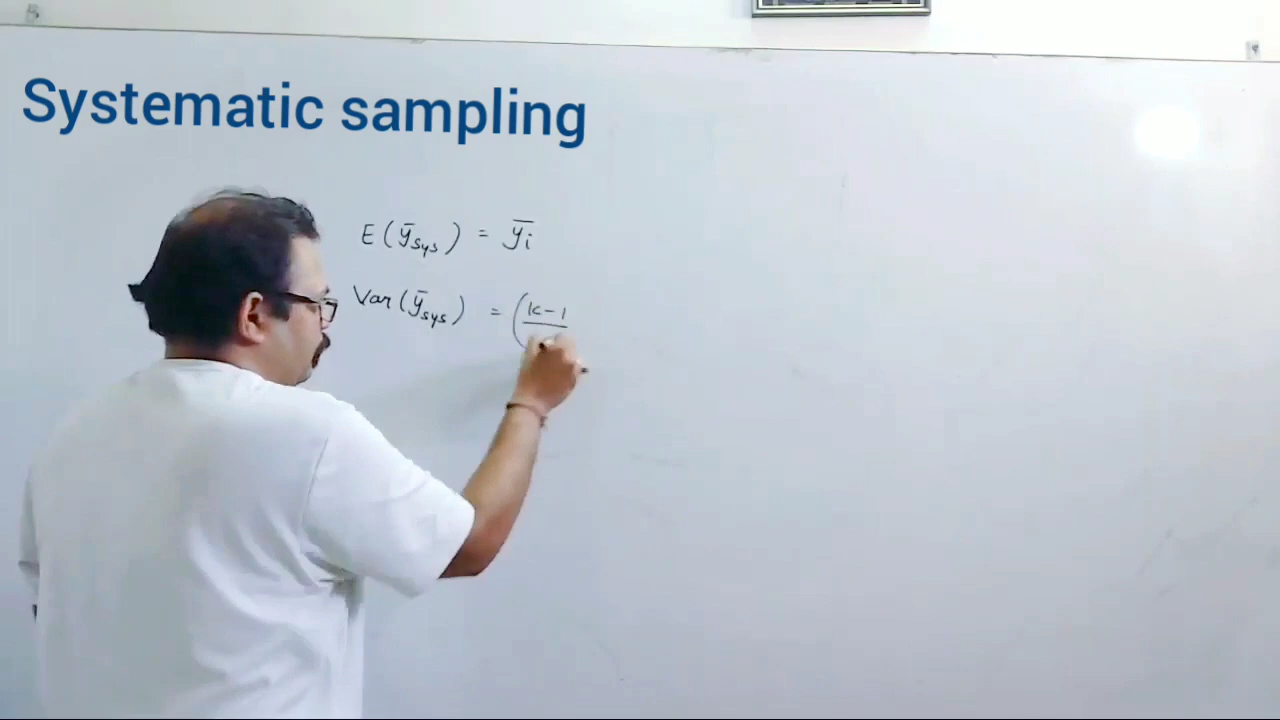 Systematic sampling
E(ȳsys) = ȳi
Var(ȳsys) = (k-1